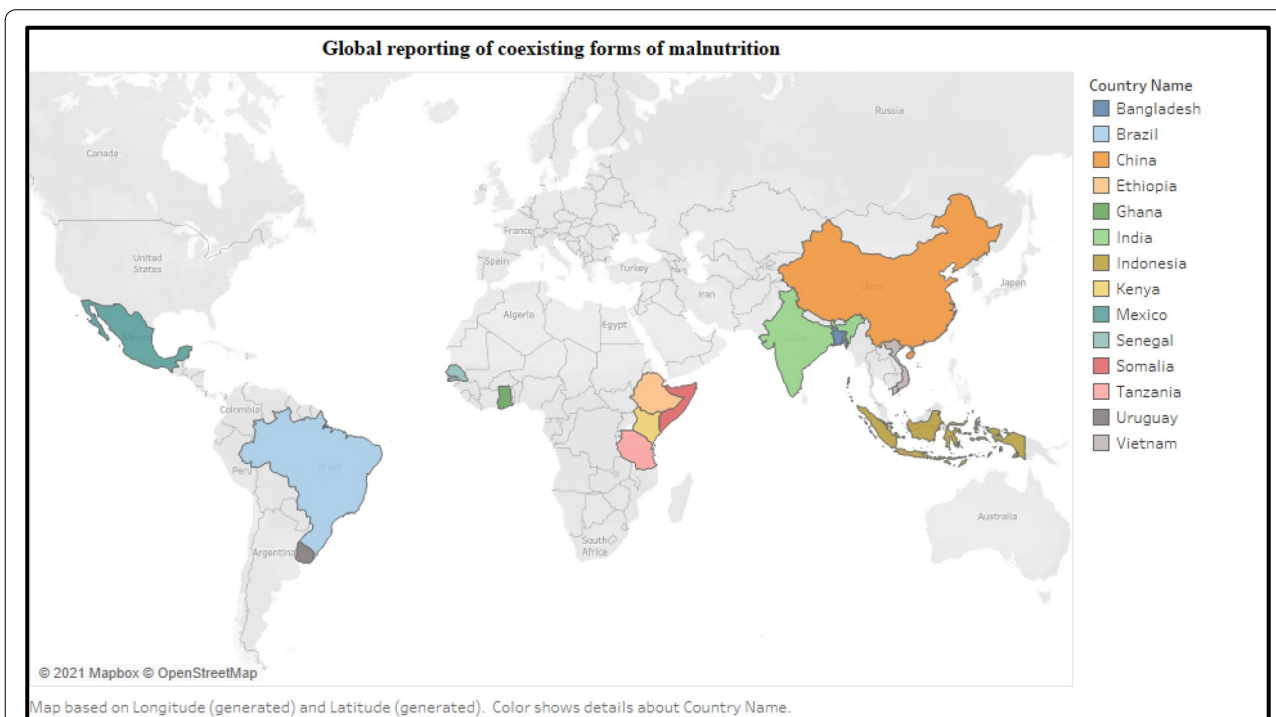 Global reporting of coexisting forms of malnutrition
Country Name
Bangladesh
Brazil
China
Ethiopia
Ghana
India
Indonesia
Kenya
Mexico
Senegal
Somalia
Tanzania
Uruguay
Vietnam
Russia
Canada
France
United
States
Spain
Turkey
Japan
China
Iran
Algeria
Egypt
India
Colombia
Brazil
Peru
Australia
South
Africa
Argentina
© 2021 Mapbox © OpenStreetMap
Map based on Longitude (generated) and Latitude (generated). Color shows details about Country Name.